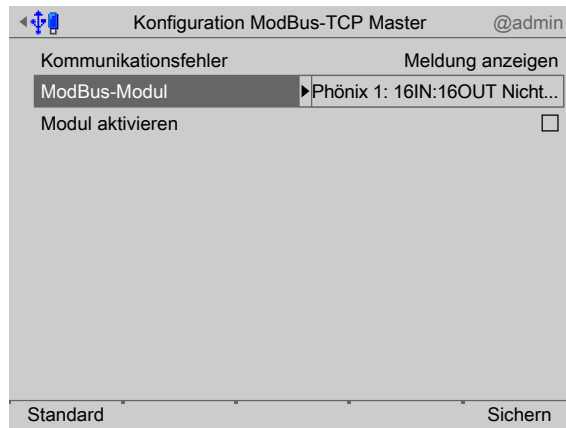 Konfiguration ModBus-TCP Master @admin
Kommunikationsfehler Meldung anzeigen
ModBus-Modul Phönix 1: 16IN:16OUT Nicht...
Modul aktivieren
Standard Sichern